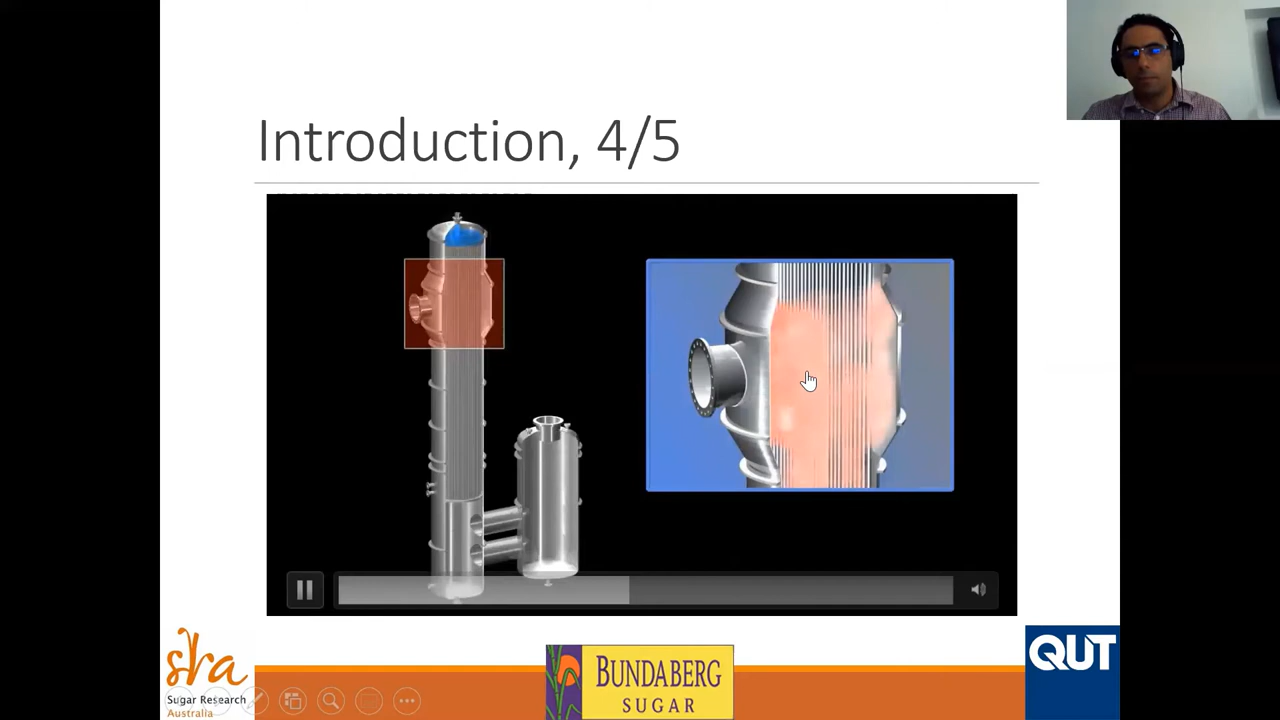 Introduction, 4/5
sra
Sugar Research
Australia
BUNDABERG
SUGAR
QUT